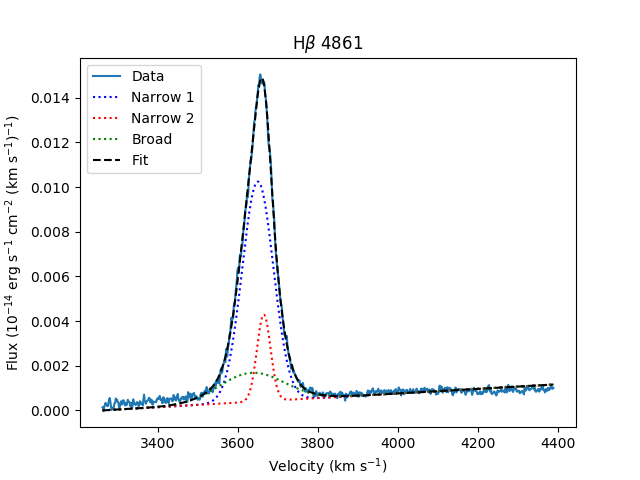 Hβ 4861
Data
Narrow 1
Narrow 2
Broad
Fit
Flux (10⁻¹⁴ erg s⁻¹ cm⁻² (km s⁻¹)⁻¹)
0.014
0.012
0.010
0.008
0.006
0.004
0.002
0.000
3400 3600 3800 4000 4200 4400
Velocity (km s⁻¹)